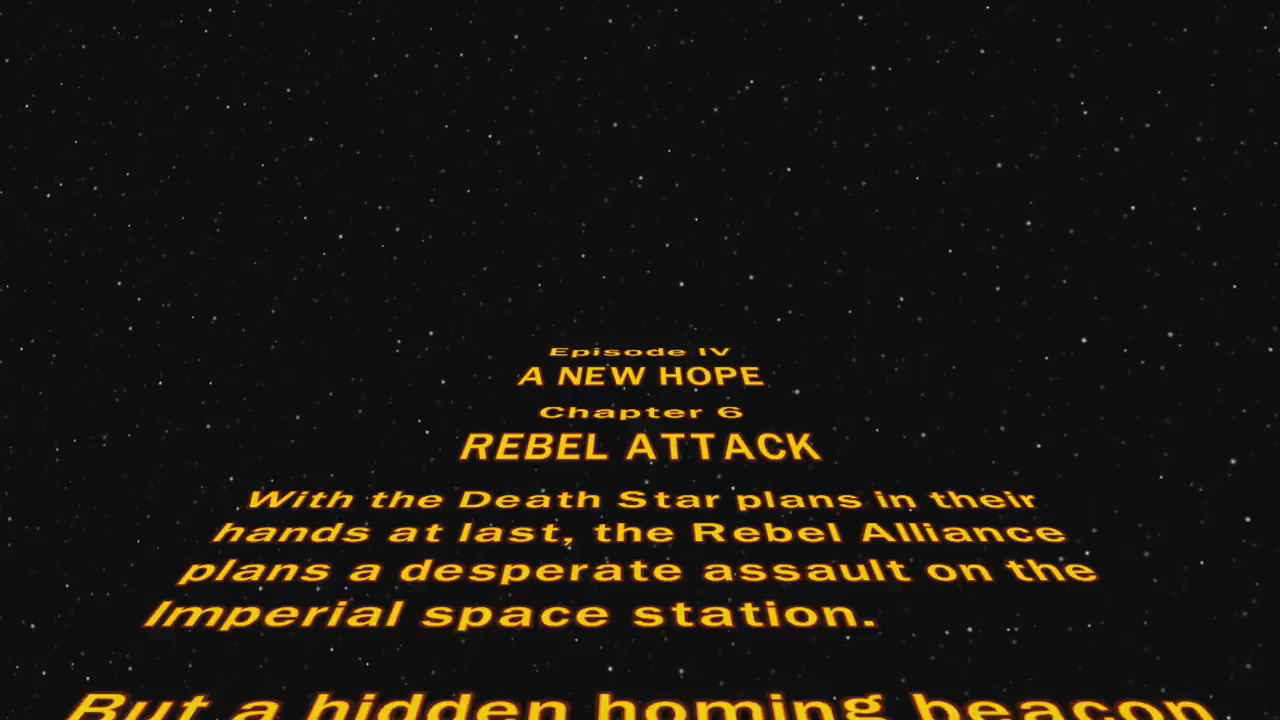 Episode IV
A NEW HOPE
Chapter 6
REBEL ATTACK
With the Death Star plans in their
hands at last, the Rebel Alliance
plans a desperate assault on the
Imperial space station.
But a hidden homing beacon